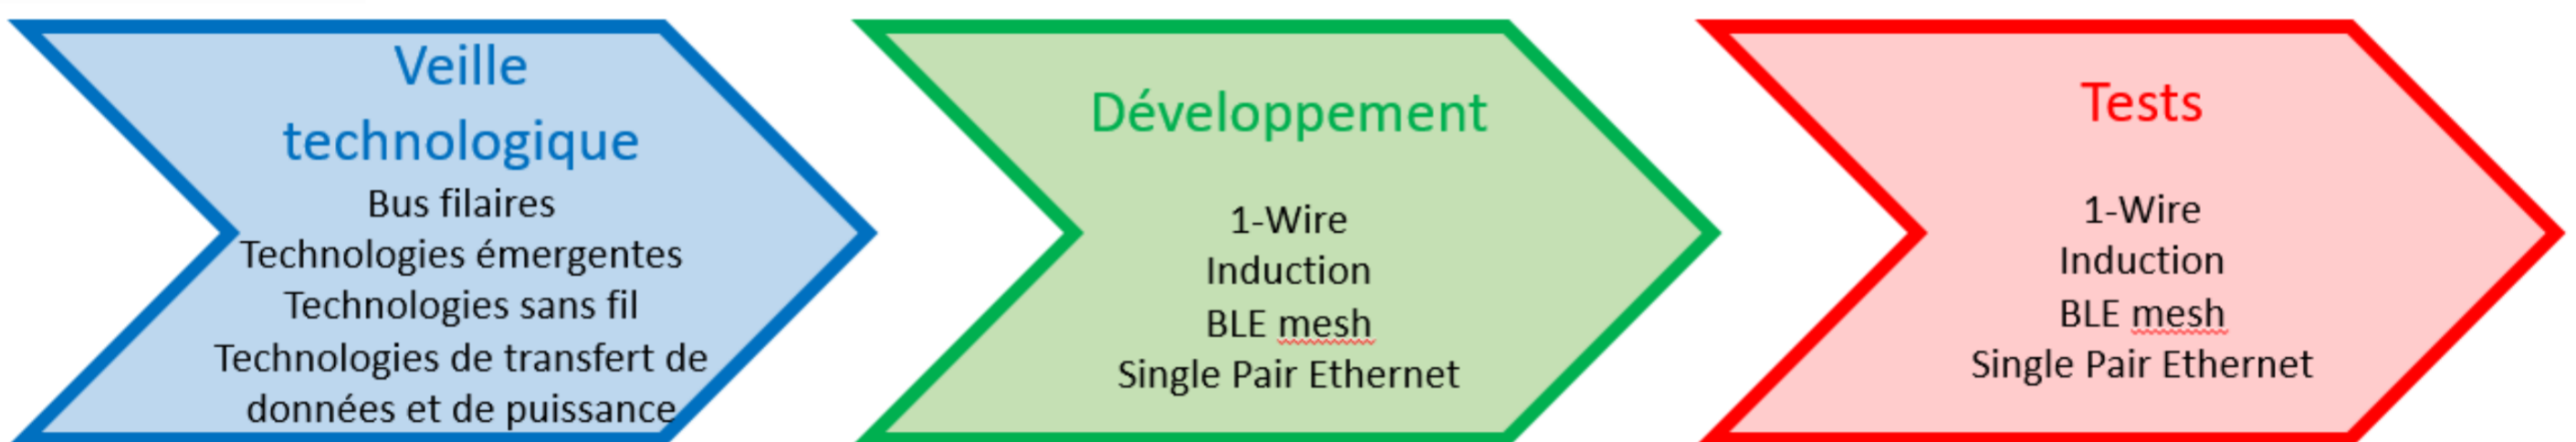 Veille
technologique
Bus filaires
Technologies émergentes
Technologies sans fil
Technologies de transfert de
données et de puissance
Développement
1-Wire
Induction
BLE mesh
Single Pair Ethernet
Tests
1-Wire
Induction
BLE mesh
Single Pair Ethernet